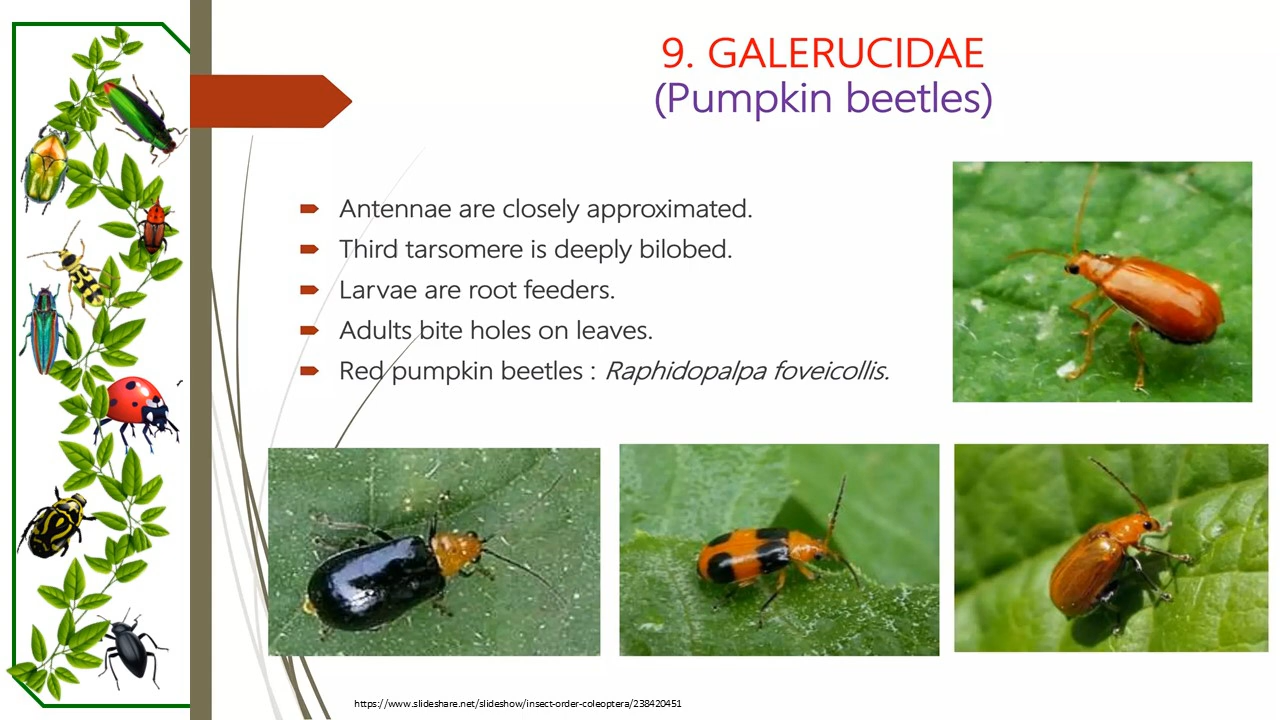 9. GALERUCIDAE
(Pumpkin beetles)
Antennae are closely approximated.
Third tarsomere is deeply bilobed.
Larvae are root feeders.
Adults bite holes on leaves.
Red pumpkin beetles : Raphidopalpa foveicollis.
https://www.slideshare.net/slideshow/insect-order-coleoptera/238420451